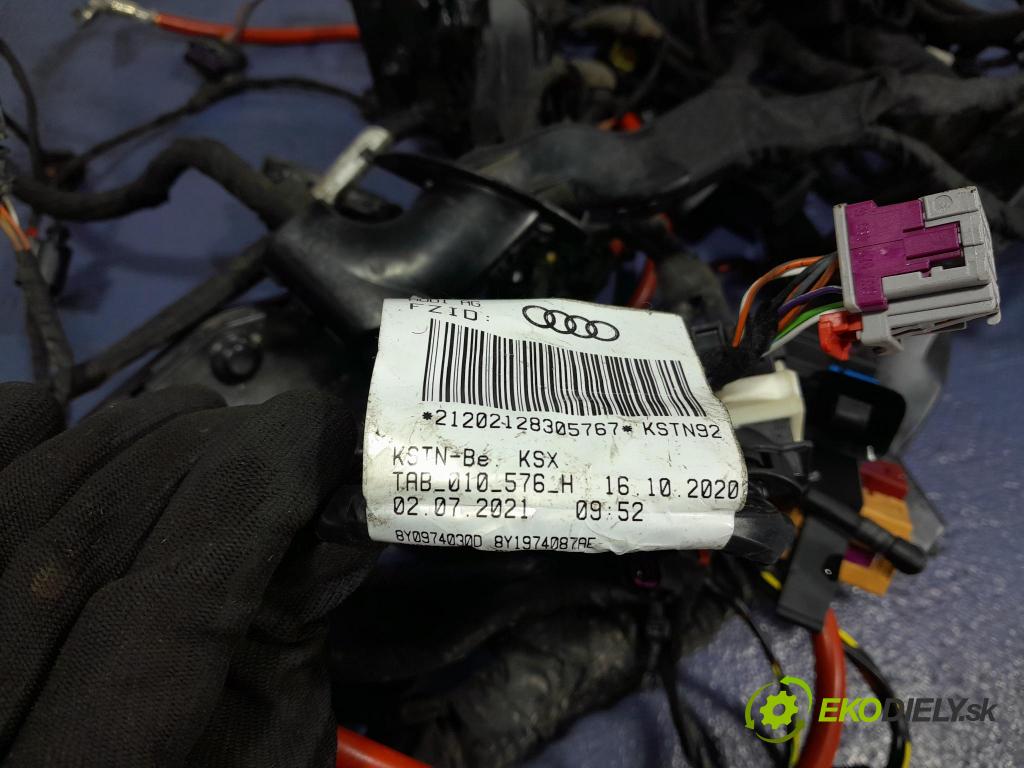 AUDI AG
FZID:
*21202128305767* KSTN92
KSTN-Be. KSX
TAB_010_576_H 16.10.2020
02.07.2021 09:52
8Y0974030D 8Y1974087AE
EKODIELY.sk